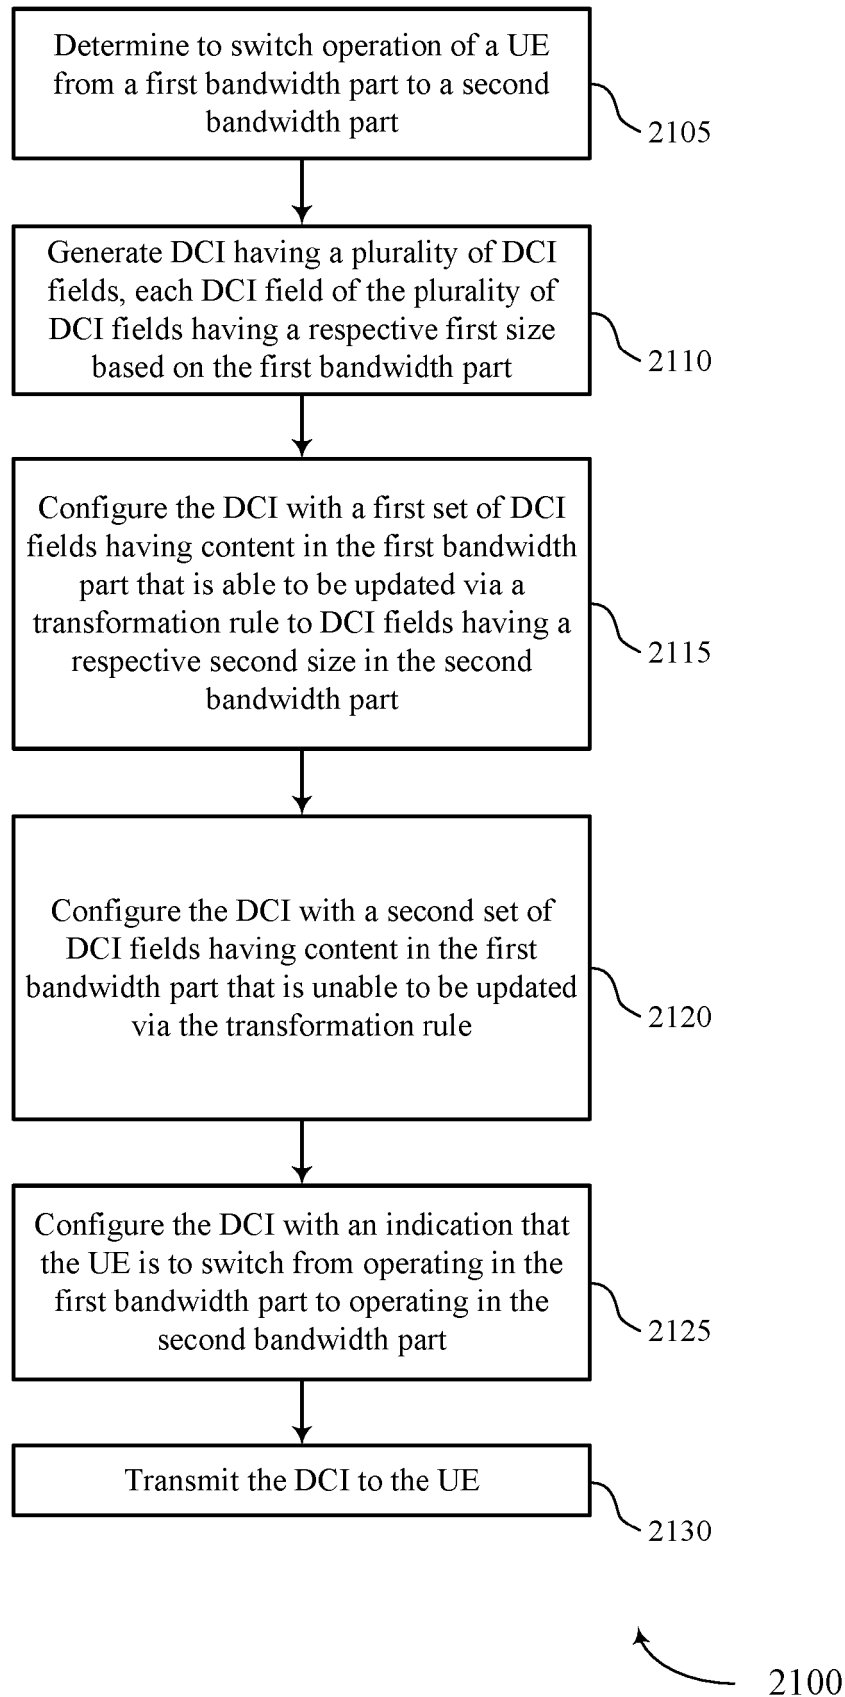 Determine to switch operation of a UE
from a first bandwidth part to a second
bandwidth part
2105
Generate DCI having a plurality of DCI
fields, each DCI field of the plurality of
DCI fields having a respective first size
based on the first bandwidth part
2110
Configure the DCI with a first set of DCI
fields having content in the first bandwidth
part that is able to be updated via a
transformation rule to DCI fields having a
respective second size in the second
bandwidth part
2115
Configure the DCI with a second set of
DCI fields having content in the first
bandwidth part that is unable to be updated
via the transformation rule
2120
Configure the DCI with an indication that
the UE is to switch from operating in the
first bandwidth part to operating in the
second bandwidth part
2125
Transmit the DCI to the UE
2130
2100